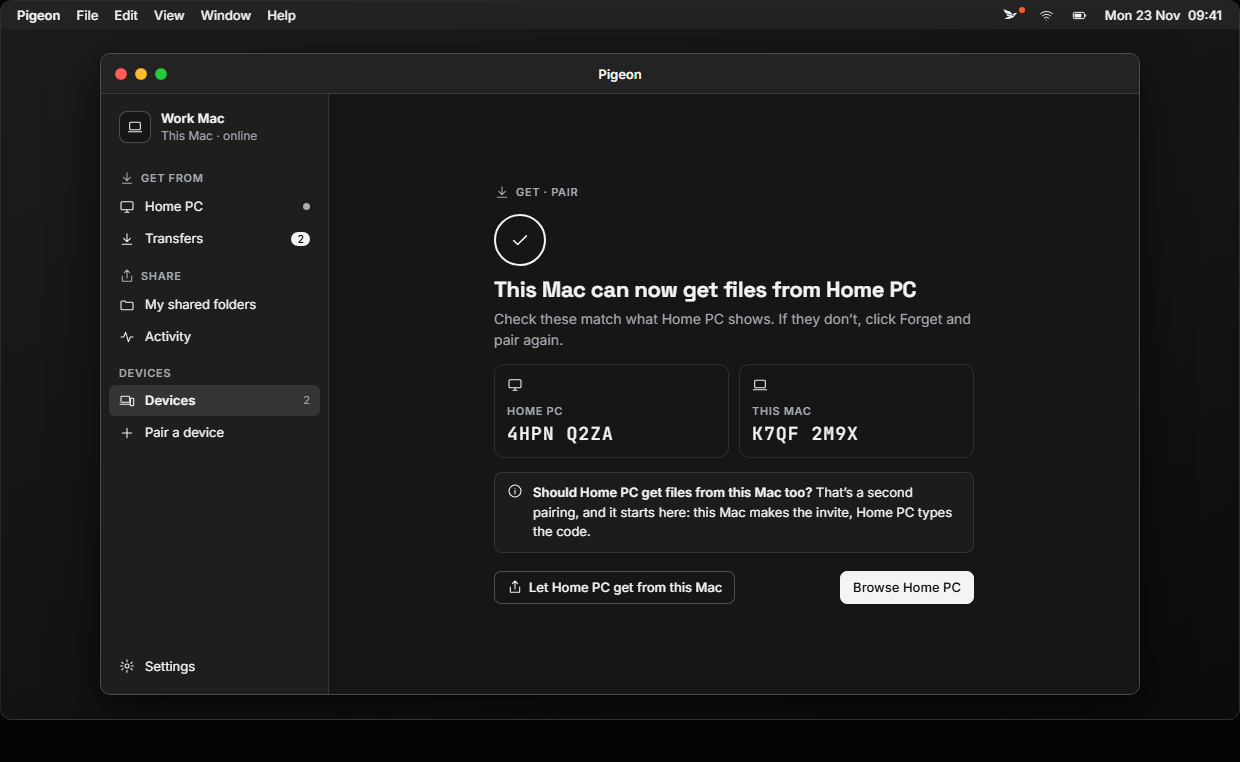 Pigeon File Edit View Window Help Mon 23 Nov 09:41
Pigeon
Work Mac
This Mac · online
GET FROM
Home PC
Transfers 2
SHARE
My shared folders
Activity
DEVICES
Devices 2
Pair a device
Settings
GET · PAIR
This Mac can now get files from Home PC
Check these match what Home PC shows. If they don’t, click Forget and
pair again.
HOME PC
4HPN Q2ZA
THIS MAC
K7QF 2M9X
Should Home PC get files from this Mac too? That’s a second
pairing, and it starts here: this Mac makes the invite, Home PC types
the code.
Let Home PC get from this Mac
Browse Home PC